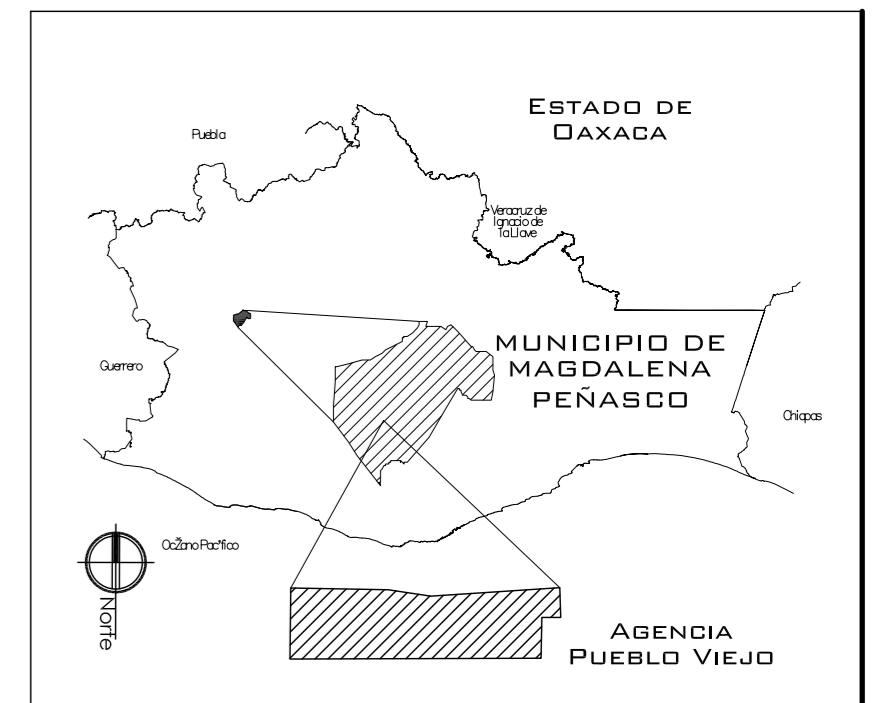 ESTADO DE
OAXACA
Puebla
Veracruz de
Ignacio de
la Llave
MUNICIPIO DE
MAGDALENA
PEÑASCO
Guerrero
Chiapas
OcŽano Pac*fico
Norte
AGENCIA
PUEBLO VIEJO